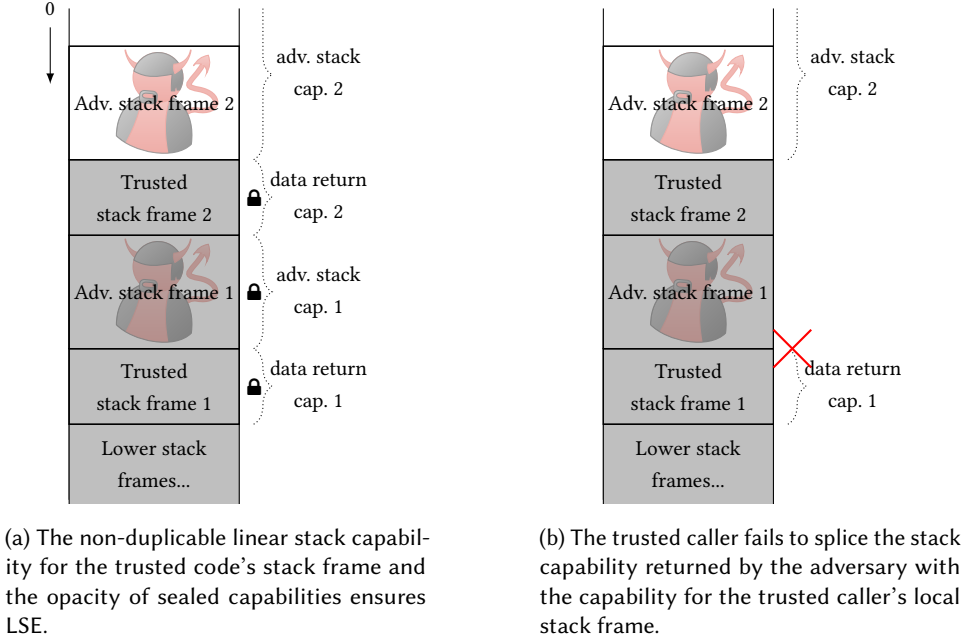 0
Adv. stack frame 2
adv. stack
cap. 2
Trusted
stack frame 2
data return
cap. 2
Adv. stack frame 1
adv. stack
cap. 1
Trusted
stack frame 1
data return
cap. 1
Lower stack
frames...
(a) The non-duplicable linear stack capabil-
ity for the trusted code's stack frame and
the opacity of sealed capabilities ensures
LSE.
Adv. stack frame 2
adv. stack
cap. 2
Trusted
stack frame 2
Adv. stack frame 1
Trusted
stack frame 1
data return
cap. 1
Lower stack
frames...
(b) The trusted caller fails to splice the stack
capability returned by the adversary with
the capability for the trusted caller's local
stack frame.